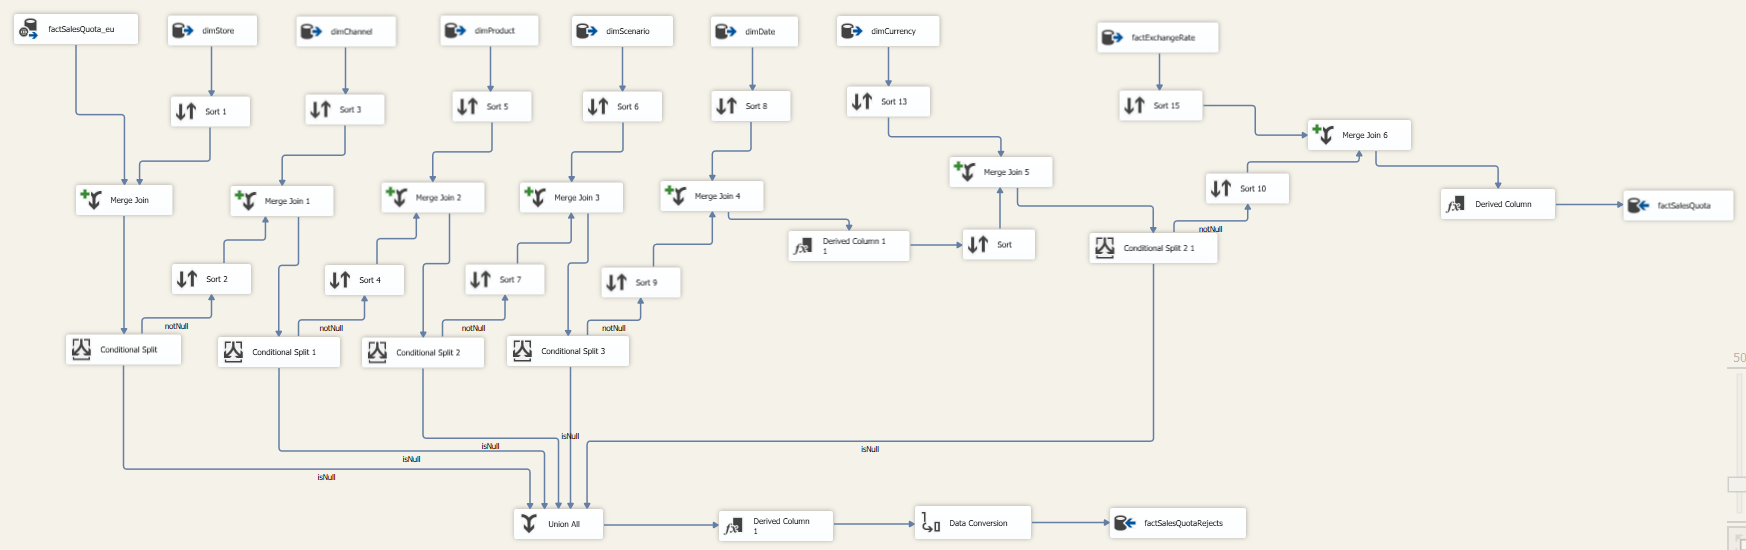 factSalesQuota_eu
dimStore
dimChannel
dimProduct
dimScenario
dimDate
dimCurrency
factExchangeRate
Sort 1
Sort 3
Sort 5
Sort 6
Sort 8
Sort 13
Sort 15
Merge Join 6
Merge Join
Merge Join 1
Merge Join 2
Merge Join 3
Merge Join 4
Merge Join 5
Sort 10
Derived Column
factSalesQuota
notNull
Derived Column 1
1
Sort
Conditional Split 2 1
Sort 2
Sort 4
Sort 7
Sort 9
notNull
notNull
notNull
notNull
Conditional Split
Conditional Split 1
Conditional Split 2
Conditional Split 3
50
isNull
isNull
isNull
isNull
isNull
Union All
Derived Column
1
Data Conversion
factSalesQuotaRejects